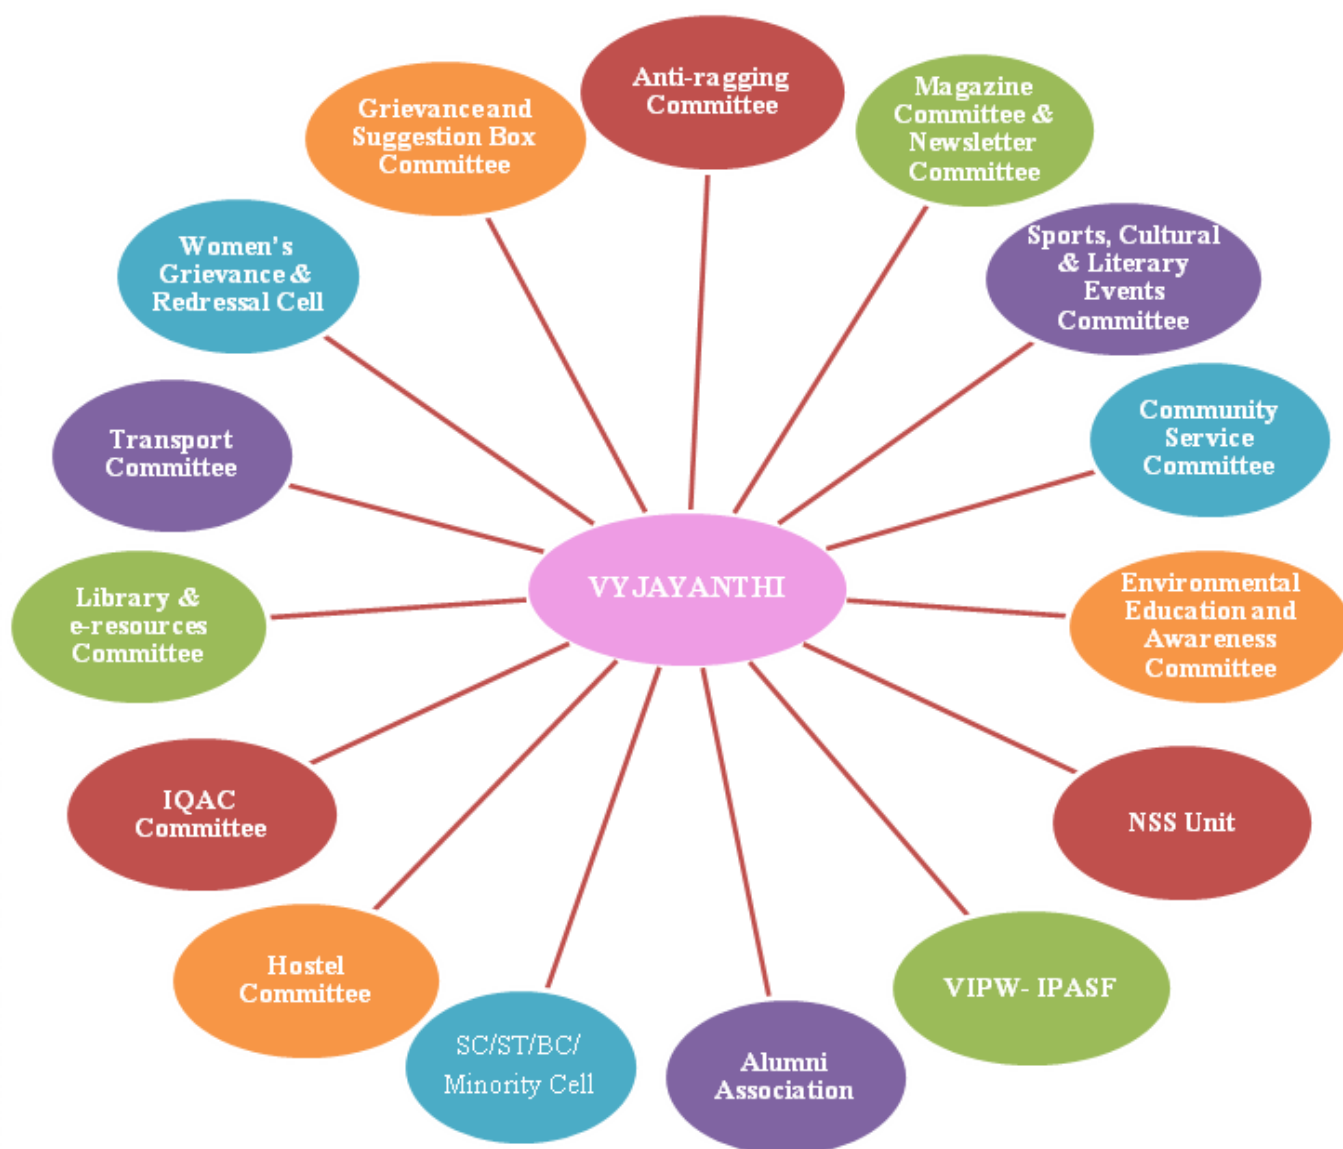 Anti-ragging
Committee
Magazine
Committee &
Newsletter
Committee
Sports, Cultural
& Literary
Events
Committee
Community
Service
Committee
Environmental
Education and
Awareness
Committee
NSS Unit
VIPW- IPASF
Alumni
Association
SC/ST/BC/
Minority Cell
Hostel
Committee
IQAC
Committee
Library &
e-resources
Committee
Transport
Committee
Women's
Grievance &
Redressal Cell
Grievance and
Suggestion Box
Committee
VYJAYANTHI